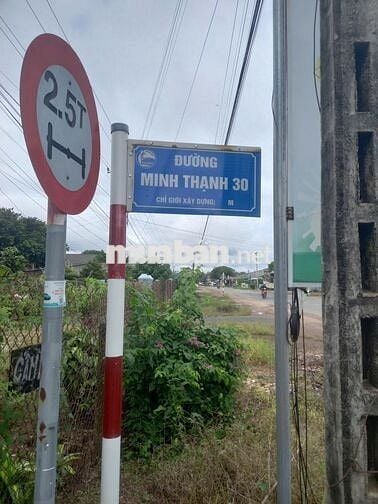 2.5T
ĐƯỜNG
MINH THẠNH 30
CHỈ GIỚI XÂY DỰNG: M
muaban.net